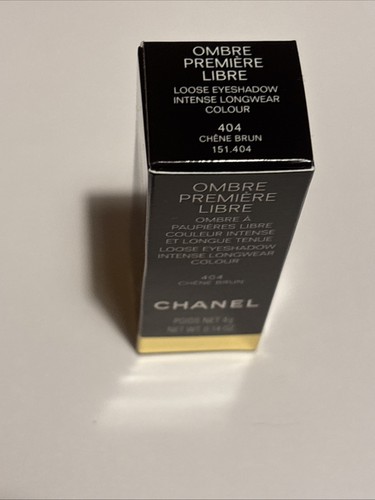 OMBRE
PREMIÈRE
LIBRE
LOOSE EYESHADOW
INTENSE LONGWEAR
COLOUR
404
CHÊNE BRUN
151.404
OMBRE
PREMIÈRE
LIBRE
OMBRE À
PAUPIÈRES LIBRE
COULEUR INTENSE
ET LONGUE TENUE
LOOSE EYESHADOW
INTENSE LONGWEAR
COLOUR
404
CHÊNE BRUN
CHANEL
POIDS NET 4g
NET WT. 0.14 OZ.